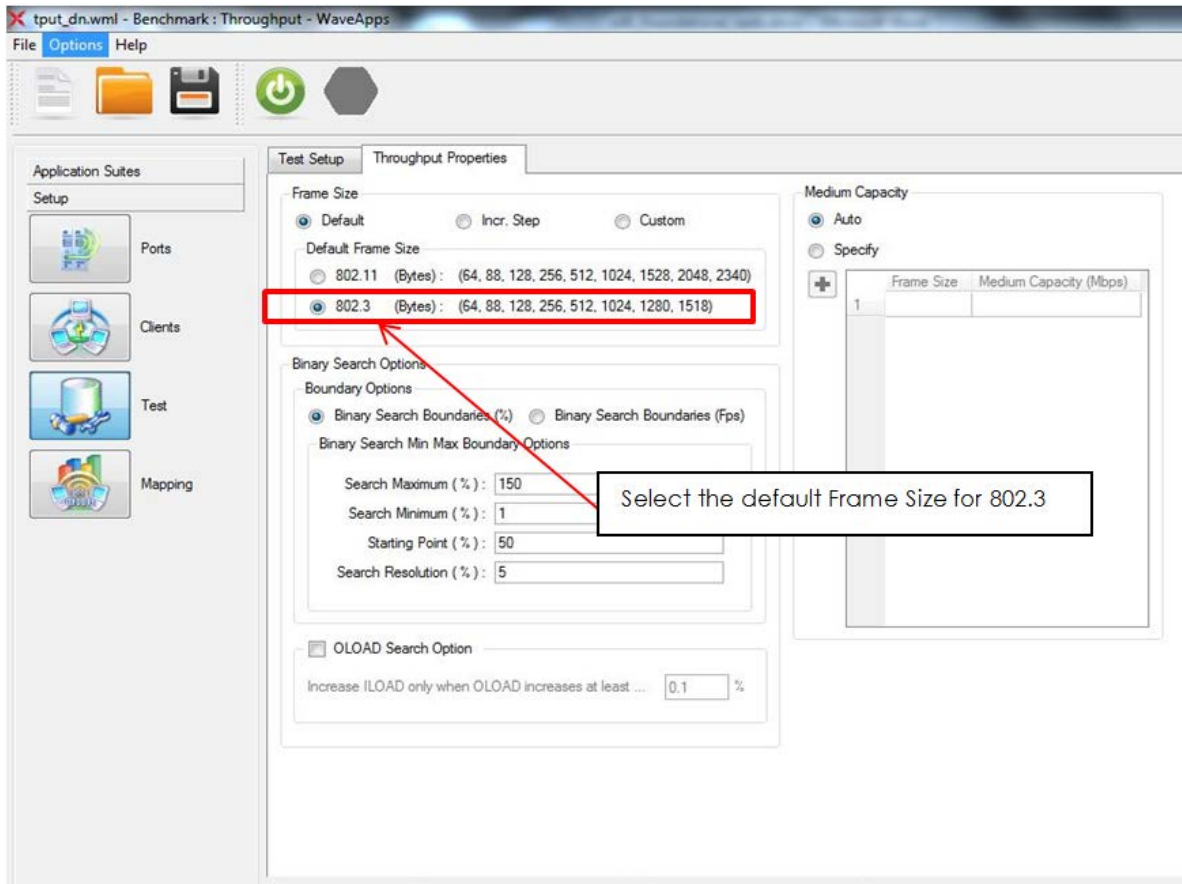 tput_dn.wml - Benchmark : Throughput - WaveApps
File Options Help
Application Suites
Setup
Ports
Clients
Test
Mapping
Test Setup Throughput Properties
Frame Size
Default Incr. Step Custom
Default Frame Size
802.11 (Bytes) : (64, 88, 128, 256, 512, 1024, 1528, 2048, 2340)
802.3 (Bytes) : (64, 88, 128, 256, 512, 1024, 1280, 1518)
Binary Search Options
Boundary Options
Binary Search Boundaries (%) Binary Search Boundaries (Fps)
Binary Search Min Max Boundary Options
Search Maximum ( % ) : 150
Search Minimum ( % ) : 1
Starting Point ( % ) : 50
Search Resolution ( % ) : 5
OLOAD Search Option
Increase ILOAD only when OLOAD increases at least ... 0.1 %
Medium Capacity
Auto
Specify
Frame Size Medium Capacity (Mbps)
1
Select the default Frame Size for 802.3